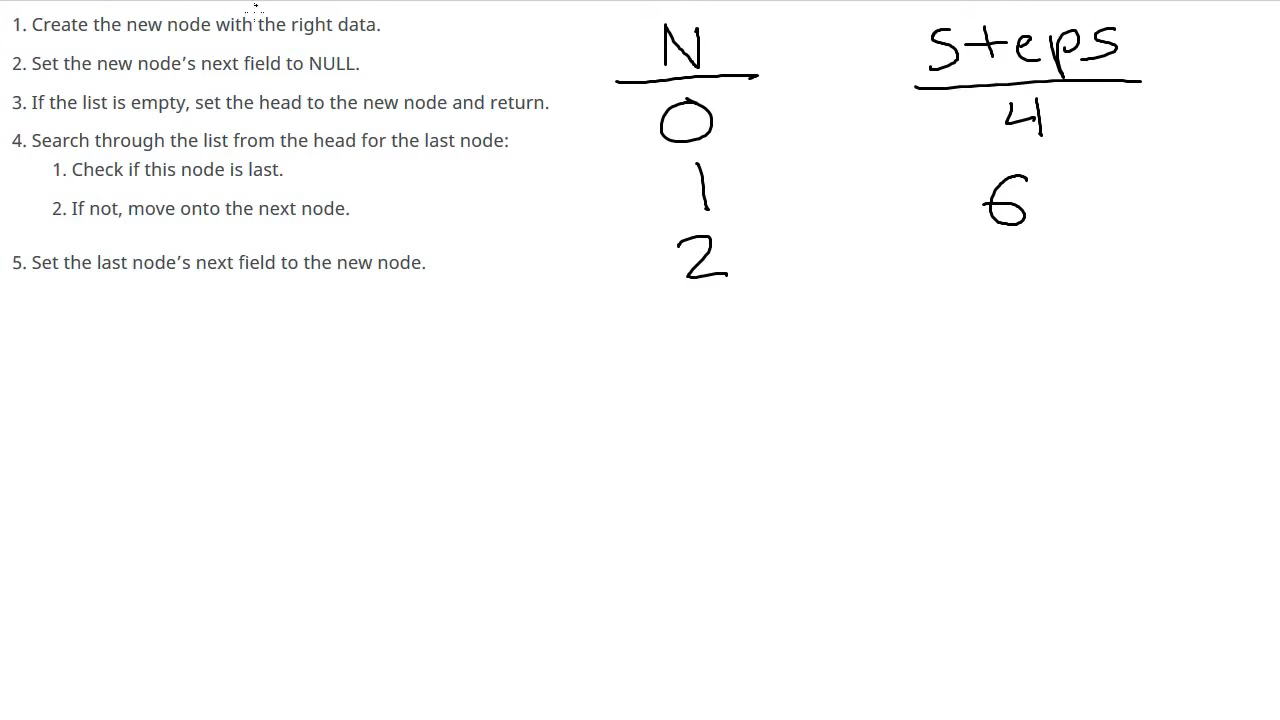 1. Create the new node with the right data.
2. Set the new node’s next field to NULL.
3. If the list is empty, set the head to the new node and return.
4. Search through the list from the head for the last node:
1. Check if this node is last.
2. If not, move onto the next node.
5. Set the last node’s next field to the new node.
N Steps
0 4
1 6
2